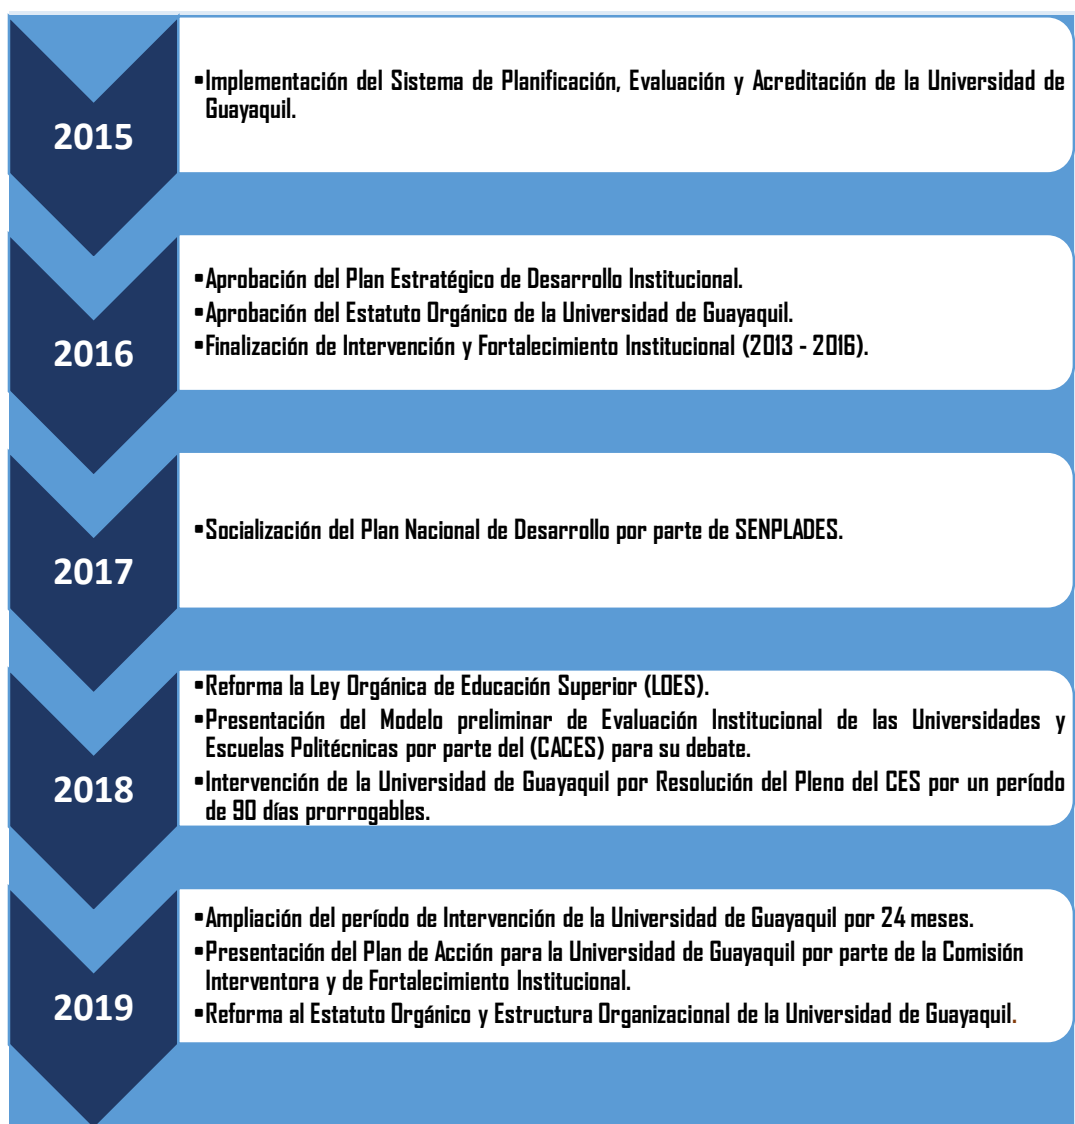 2015
▪Implementación del Sistema de Planificación, Evaluación y Acreditación de la Universidad de
Guayaquil.
2016
▪Aprobación del Plan Estratégico de Desarrollo Institucional.
▪Aprobación del Estatuto Orgánico de la Universidad de Guayaquil.
▪Finalización de Intervención y Fortalecimiento Institucional (2013 - 2016).
2017
▪Socialización del Plan Nacional de Desarrollo por parte de SENPLADES.
2018
▪Reforma la Ley Orgánica de Educación Superior (LOES).
▪Presentación del Modelo preliminar de Evaluación Institucional de las Universidades y
Escuelas Politécnicas por parte del (CACES) para su debate.
▪Intervención de la Universidad de Guayaquil por Resolución del Pleno del CES por un período
de 90 días prorrogables.
2019
▪Ampliación del período de Intervención de la Universidad de Guayaquil por 24 meses.
▪Presentación del Plan de Acción para la Universidad de Guayaquil por parte de la Comisión
Interventora y de Fortalecimiento Institucional.
▪Reforma al Estatuto Orgánico y Estructura Organizacional de la Universidad de Guayaquil.